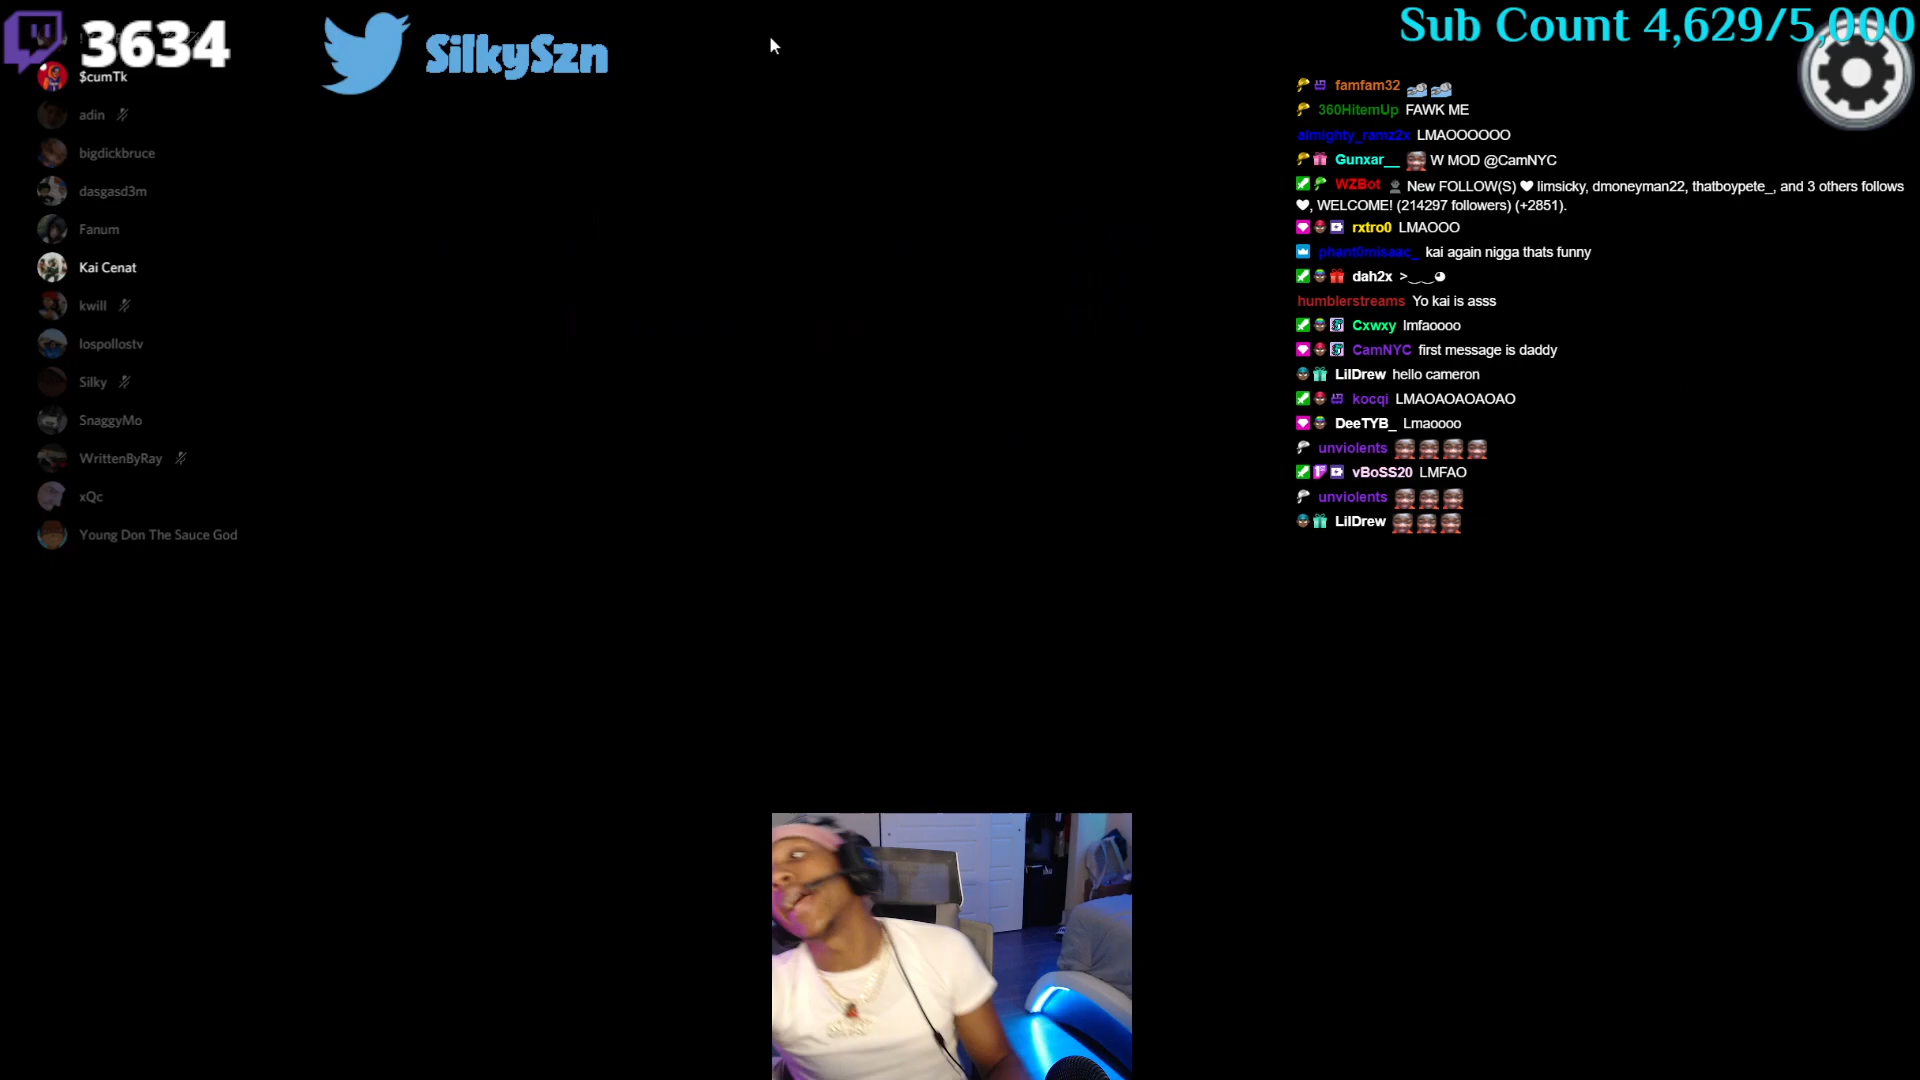 3634
SilkySzn
Sub Count 4,629/5,000
$cumTk
adin
bigdickbruce
dasgasd3m
Fanum
Kai Cenat
kwill
lospollostv
Silky
SnaggyMo
WrittenByRay
xQc
Young Don The Sauce God
famfam32
360HitemUp FAWK ME
almighty_ramz2x LMAOOOOOO
Gunxar__ W MOD @CamNYC
WZBot New FOLLOW(S) limsicky, dmoneyman22, thatboypete_, and 3 others follows
, WELCOME! (214297 followers) (+2851).
rxtro0 LMAOOO
phant0misaac_ kai again nigga thats funny
dah2x >‿‿◕
humblerstreams Yo kai is asss
Cxwxy lmfaoooo
CamNYC first message is daddy
LilDrew hello cameron
kocqi LMAOAOAOAOAO
DeeTYB_ Lmaoooo
unviolents
vBoSS20 LMFAO
unviolents
LilDrew